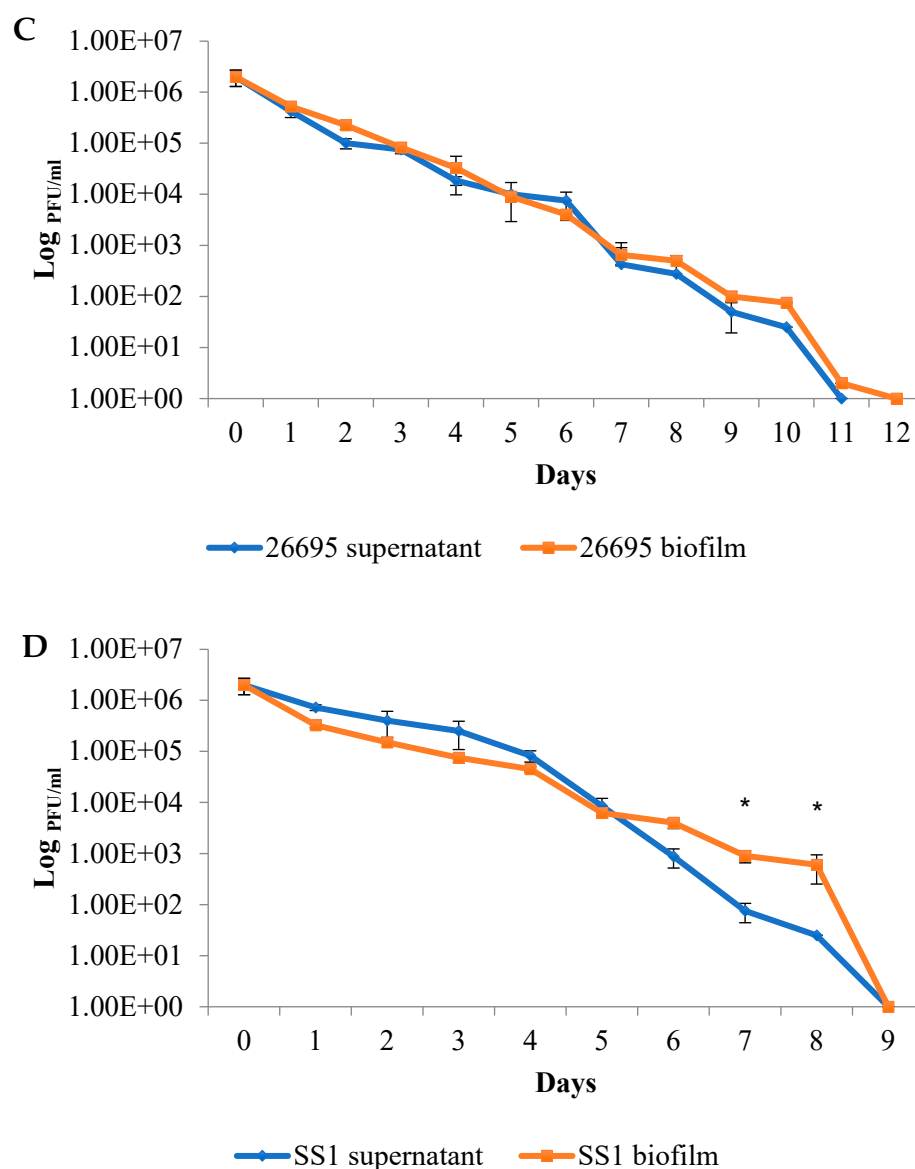 C
1.00E+07
1.00E+06
1.00E+05
1.00E+04
1.00E+03
1.00E+02
1.00E+01
1.00E+00
Log PFU/ml
0 1 2 3 4 5 6 7 8 9 10 11 12
Days
26695 supernatant 26695 biofilm
D
1.00E+07
1.00E+06
1.00E+05
1.00E+04
1.00E+03
1.00E+02
1.00E+01
1.00E+00
Log PFU/ml
* *
0 1 2 3 4 5 6 7 8 9
Days
SS1 supernatant SS1 biofilm